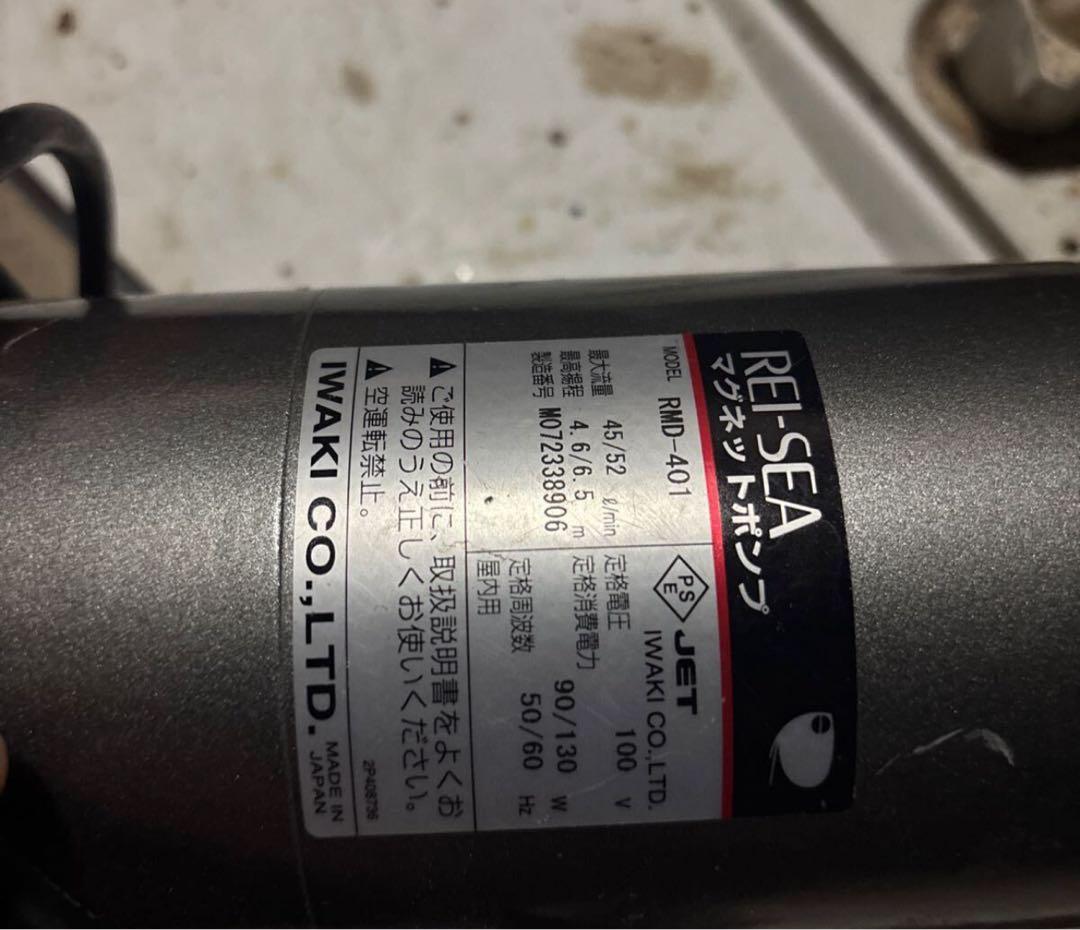 REI-SEA
マグネットポンプ
MODEL RMD-401
最大流量 45/52 ℓ/min
最高揚程 4.6/6.5 m
製造番号 M072338906
PSE JET
IWAKI CO.,LTD.
定格電圧 100 V
定格消費電力 90/130 W
定格周波数 50/60 Hz
屋内用
⚠ご使用の前に、取扱説明書をよくお
読みのうえ正しくお使いください。
⚠空運転禁止。
2P408796
IWAKI CO.,LTD. MADE IN
JAPAN